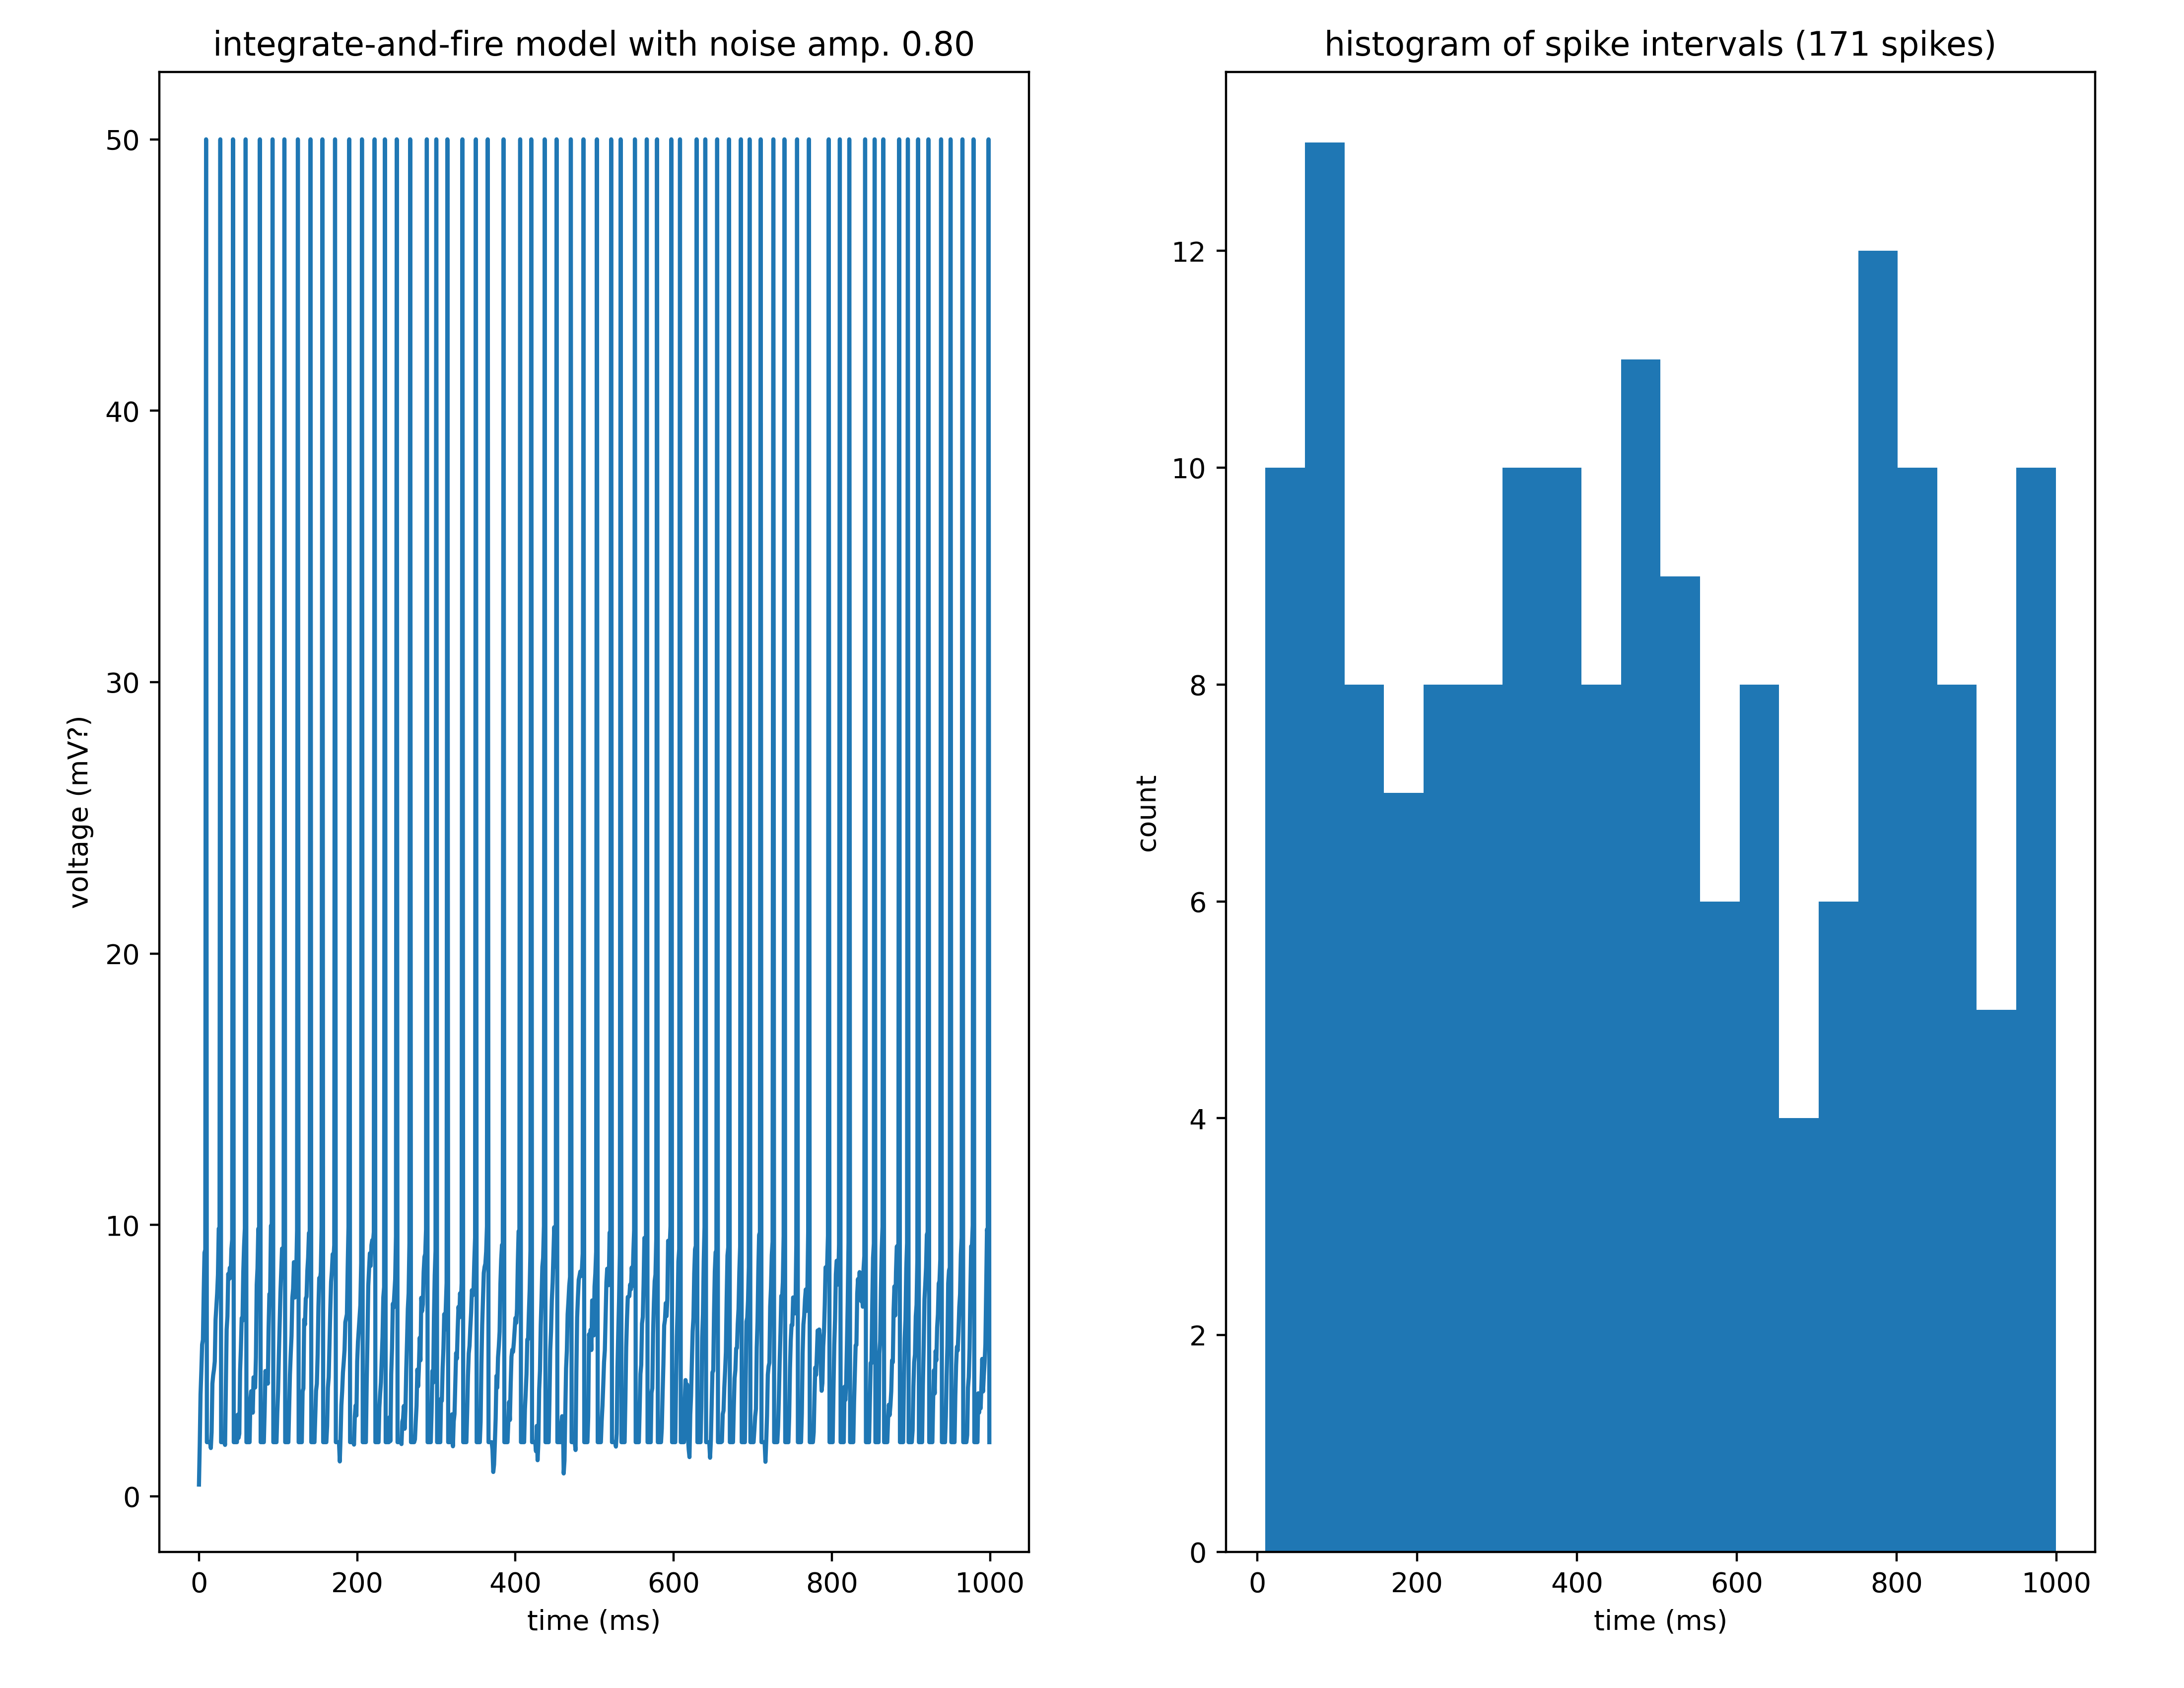 integrate-and-fire model with noise amp. 0.80
voltage (mV?)
50
40
30
20
10
0
0 200 400 600 800 1000
time (ms)
histogram of spike intervals (171 spikes)
count
12
10
8
6
4
2
0
0 200 400 600 800 1000
time (ms)